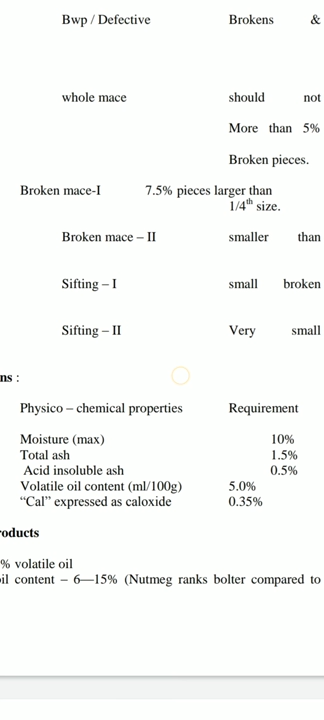 Bwp / Defective Brokens &
whole mace should not
More than 5%
Broken pieces.
Broken mace-I 7.5% pieces larger than
1/4th size.
Broken mace – II smaller than
Sifting – I small broken
Sifting – II Very small
ns :
Physico – chemical properties Requirement
Moisture (max) 10%
Total ash 1.5%
Acid insoluble ash 0.5%
Volatile oil content (ml/100g) 5.0%
“Cal” expressed as caloxide 0.35%
roducts
% volatile oil
il content – 6—15% (Nutmeg ranks bolter compared to